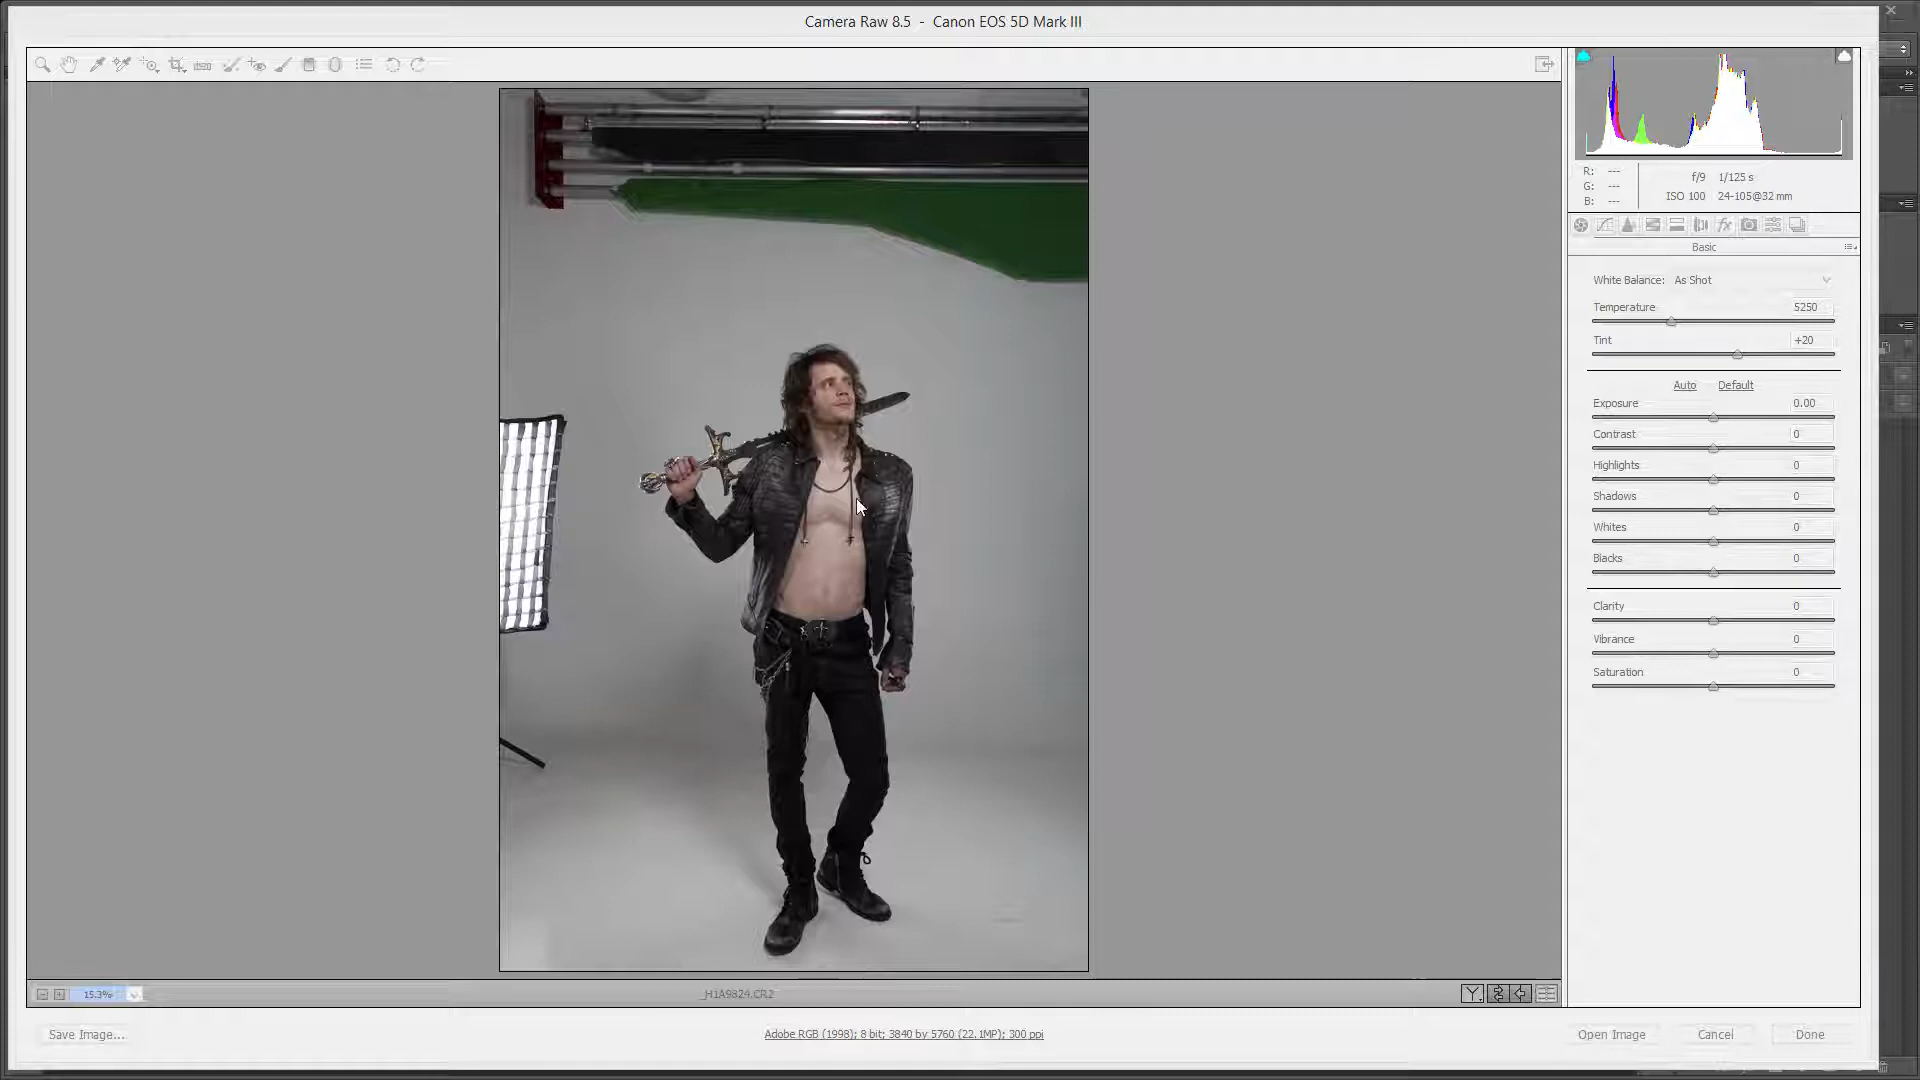 Camera Raw 8.5 - Canon EOS 5D Mark III
R: ---
G: ---
B: ---
f/9 1/125 s
ISO 100 24-105@32 mm
Basic
White Balance: As Shot
Temperature 5250
Tint +20
Auto Default
Exposure 0.00
Contrast 0
Highlights 0
Shadows 0
Whites 0
Blacks 0
Clarity 0
Vibrance 0
Saturation 0
15.3%
_H1A9824.CR2
Save Image...
Adobe RGB (1998); 8 bit; 3840 by 5760 (22.1MP); 300 ppi
Open Image Cancel Done